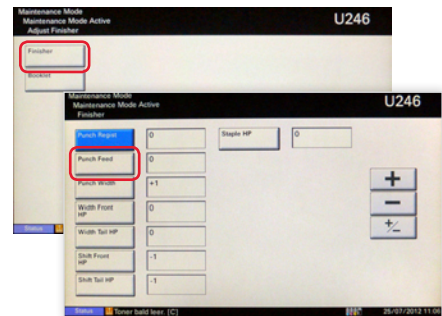 Maintenance Mode
Maintenance Mode Active
Adjust Finisher
U246
Finisher
Booklet
Status
Maintenance Mode
Maintenance Mode Active
Finisher
U246
Punch Regist
0
Staple HP
0
Punch Feed
0
Punch Width
+1
Width Front
HP
0
Width Tail HP
0
Shift Front
HP
-1
Shift Tail HP
-1
+
−
+/-
Status
Toner bald leer. [C]
25/07/2012 11:06